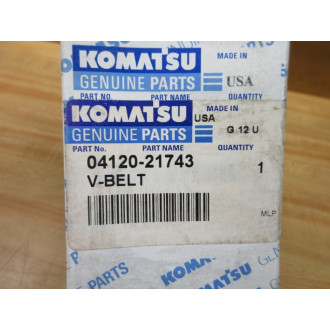 KOMATSU
MADE IN
GENUINE PARTS
USA
PART No. PART NAME QUANTITY
KOMATSU
MADE IN
USA
GENUINE PARTS
G 12 U
PART No. PART NAME QUANTITY
04120-21743
1
V-BELT
MLP
PARTS
KOMATSU